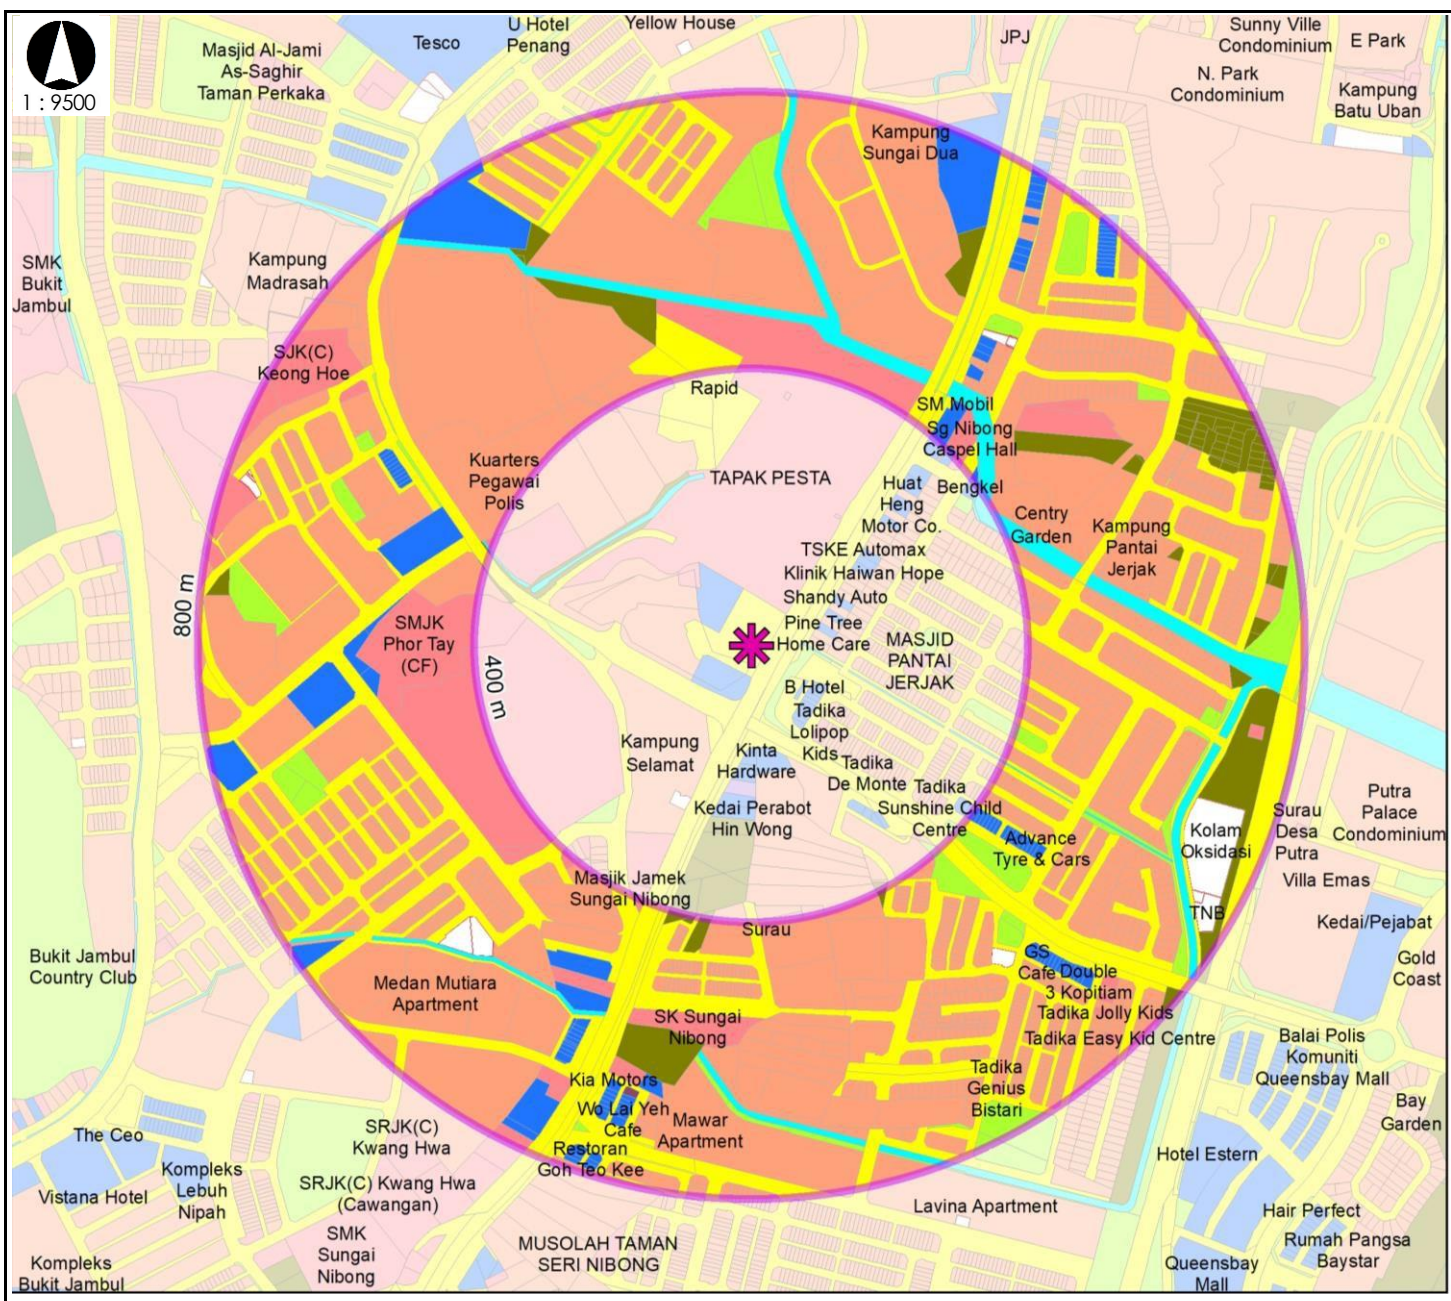 1 : 9500
Masjid Al-Jami
As-Saghir
Taman Perkaka
Tesco
U Hotel
Penang
Yellow House
JPJ
Sunny Ville
Condominium
E Park
N. Park
Condominium
Kampung
Batu Uban
Kampung
Sungai Dua
SMK
Bukit
Jambul
Kampung
Madrasah
SJK(C)
Keong Hoe
Rapid
SM Mobil
Sg Nibong
Caspel Hall
Kuarters
Pegawai
Polis
TAPAK PESTA
Huat
Heng
Motor Co.
Bengkel
Centry
Garden
Kampung
Pantai
Jerjak
TSKE Automax
Klinik Haiwan Hope
Shandy Auto
Pine Tree
Home Care
MASJID
PANTAI
JERJAK
800 m
SMJK
Phor Tay
(CF)
400 m
B Hotel
Tadika
Lolipop
Kids
Kampung
Selamat
Kinta
Hardware
Tadika
De Monte
Tadika
Sunshine Child
Centre
Kedai Perabot
Hin Wong
Advance
Tyre & Cars
Kolam
Oksidasi
Surau
Desa
Putra
Putra
Palace
Condominium
Villa Emas
Masjik Jamek
Sungai Nibong
Surau
TNB
Kedai/Pejabat
Bukit Jambul
Country Club
Gold
Coast
GS
Cafe
Double
3 Kopitiam
Medan Mutiara
Apartment
Tadika Jolly Kids
SK Sungai
Nibong
Tadika Easy Kid Centre
Balai Polis
Komuniti
Queensbay Mall
Tadika
Genius
Bistari
Kia Motors
Wo Lai Yeh
Cafe
Mawar
Apartment
Bay
Garden
The Ceo
SRJK(C)
Kwang Hwa
Restoran
Goh Teo Kee
Hotel Estern
Kompleks
Lebuh
Nipah
Vistana Hotel
SRJK(C) Kwang Hwa
(Cawangan)
Lavina Apartment
Hair Perfect
SMK
Sungai
Nibong
MUSOLAH TAMAN
SERI NIBONG
Rumah Pangsa
Baystar
Kompleks
Bukit Jambul
Queensbay
Mall